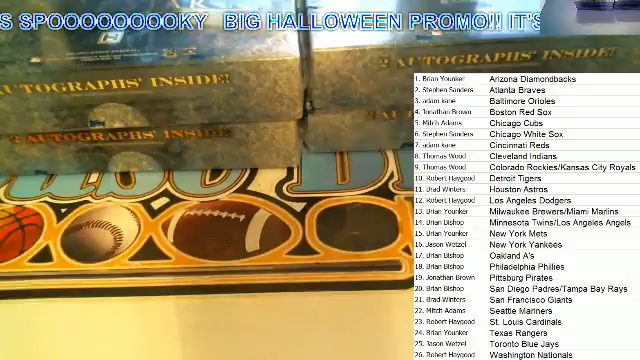 S SPOOOOOOOOKY BIG HALLOWEEN PROMO!! IT'S
AUTOGRAPHS INSIDE!
2 AUTOGRAPHS INSIDE!
2 AUTOGRAPHS INSIDE!
1. Brian Younker Arizona Diamondbacks
2. Stephen Sanders Atlanta Braves
3. adam kane Baltimore Orioles
4. Jonathan Brown Boston Red Sox
5. Mitch Adams Chicago Cubs
6. Stephen Sanders Chicago White Sox
7. adam kane Cincinnati Reds
8. Thomas Wood Cleveland Indians
9. Thomas Wood Colorado Rockies/Kansas City Royals
10. Robert Haygood Detroit Tigers
11. Brad Winters Houston Astros
12. Robert Haygood Los Angeles Dodgers
13. Brian Younker Milwaukee Brewers/Miami Marlins
14. Brian Bishop Minnesota Twins/Los Angeles Angels
15. Brian Younker New York Mets
16. Jason Wetzel New York Yankees
17. Brian Bishop Oakland A's
18. Brian Bishop Philadelphia Phillies
19. Jonathan Brown Pittsburg Pirates
20. Brian Bishop San Diego Padres/Tampa Bay Rays
21. Brad Winters San Francisco Giants
22. Mitch Adams Seattle Mariners
23. Robert Haygood St. Louis Cardinals
24. Brian Younker Texas Rangers
25. Jason Wetzel Toronto Blue Jays
26. Robert Haygood Washington Nationals